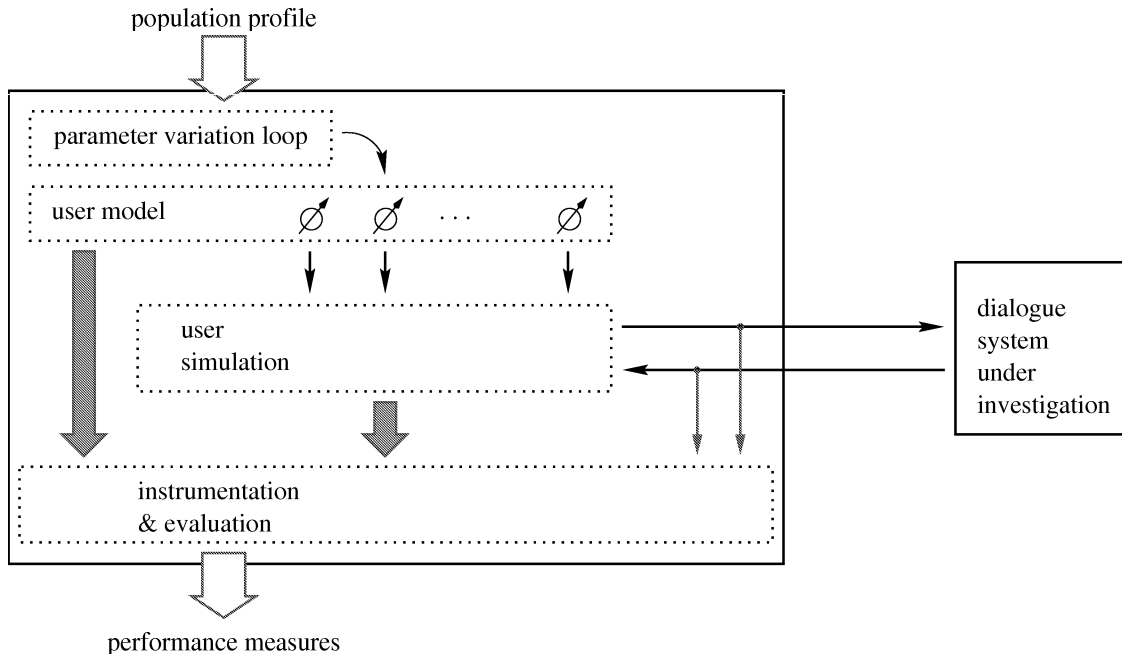 population profile
parameter variation loop
user model
. . .
user
simulation
dialogue
system
under
investigation
instrumentation
& evaluation
performance measures